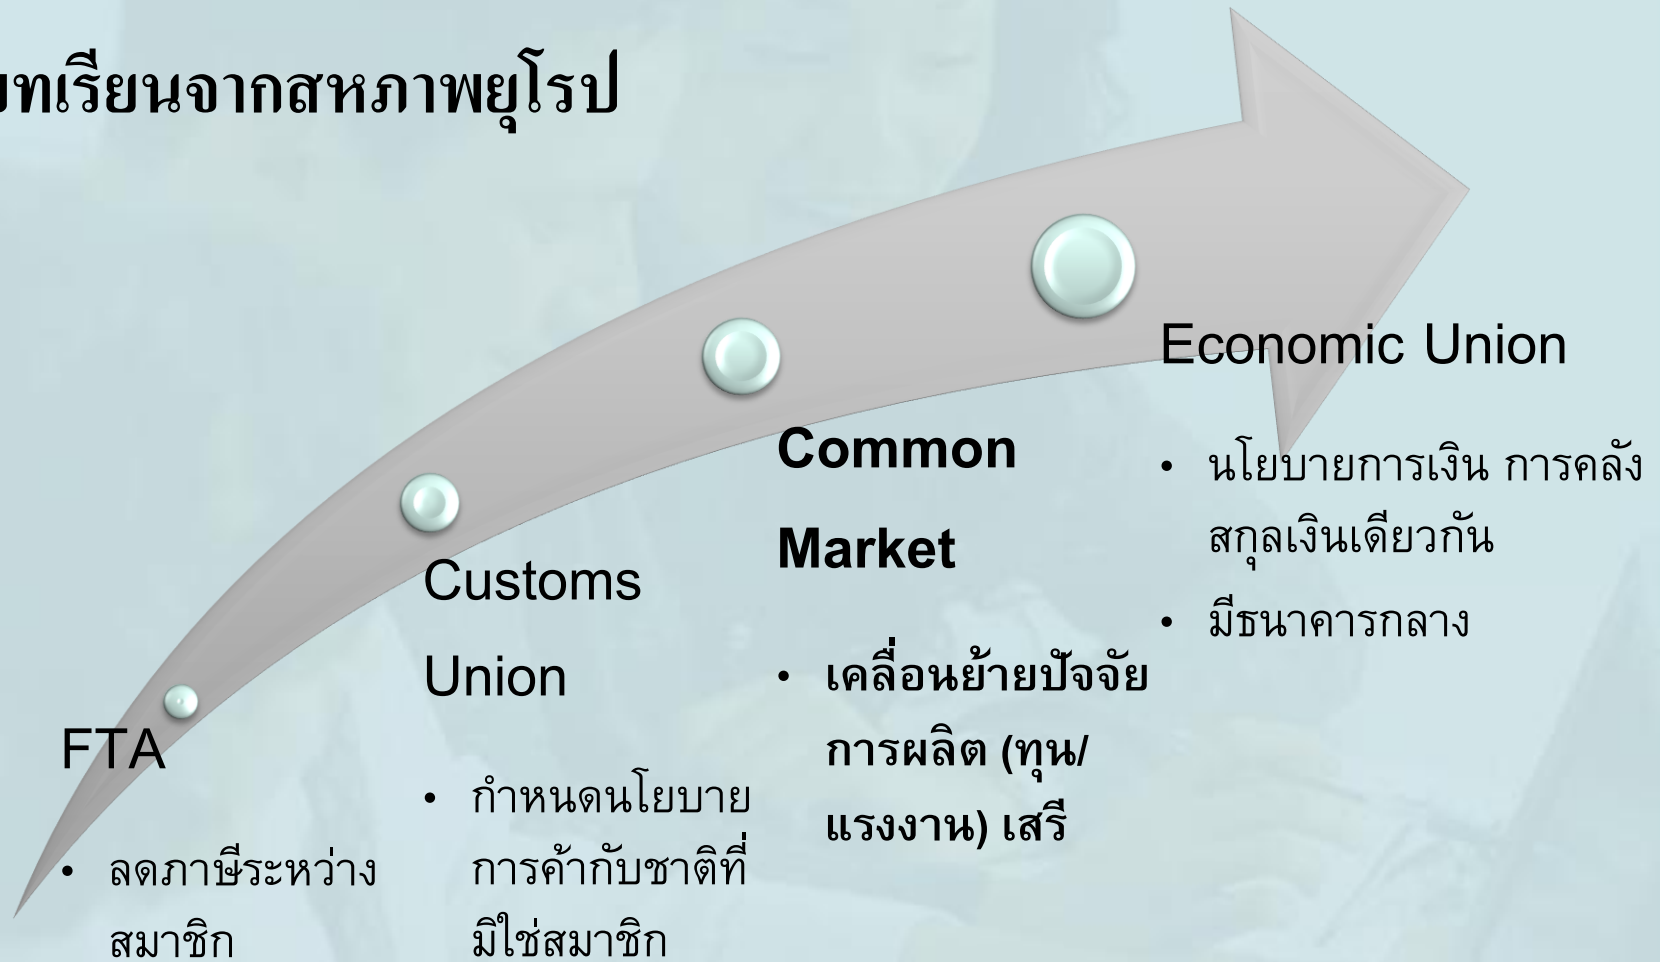 บทเรียนจากสหภาพยุโรป
FTA
• ลดภาษีระหว่าง
สมาชิก
Customs
Union
• กำหนดนโยบาย
การค้ากับชาติที่
มิใช่สมาชิก
Common
Market
• เคลื่อนย้ายปัจจัย
การผลิต (ทุน/
แรงงาน) เสรี
Economic Union
• นโยบายการเงิน การคลัง
สกุลเงินเดียวกัน
• มีธนาคารกลาง